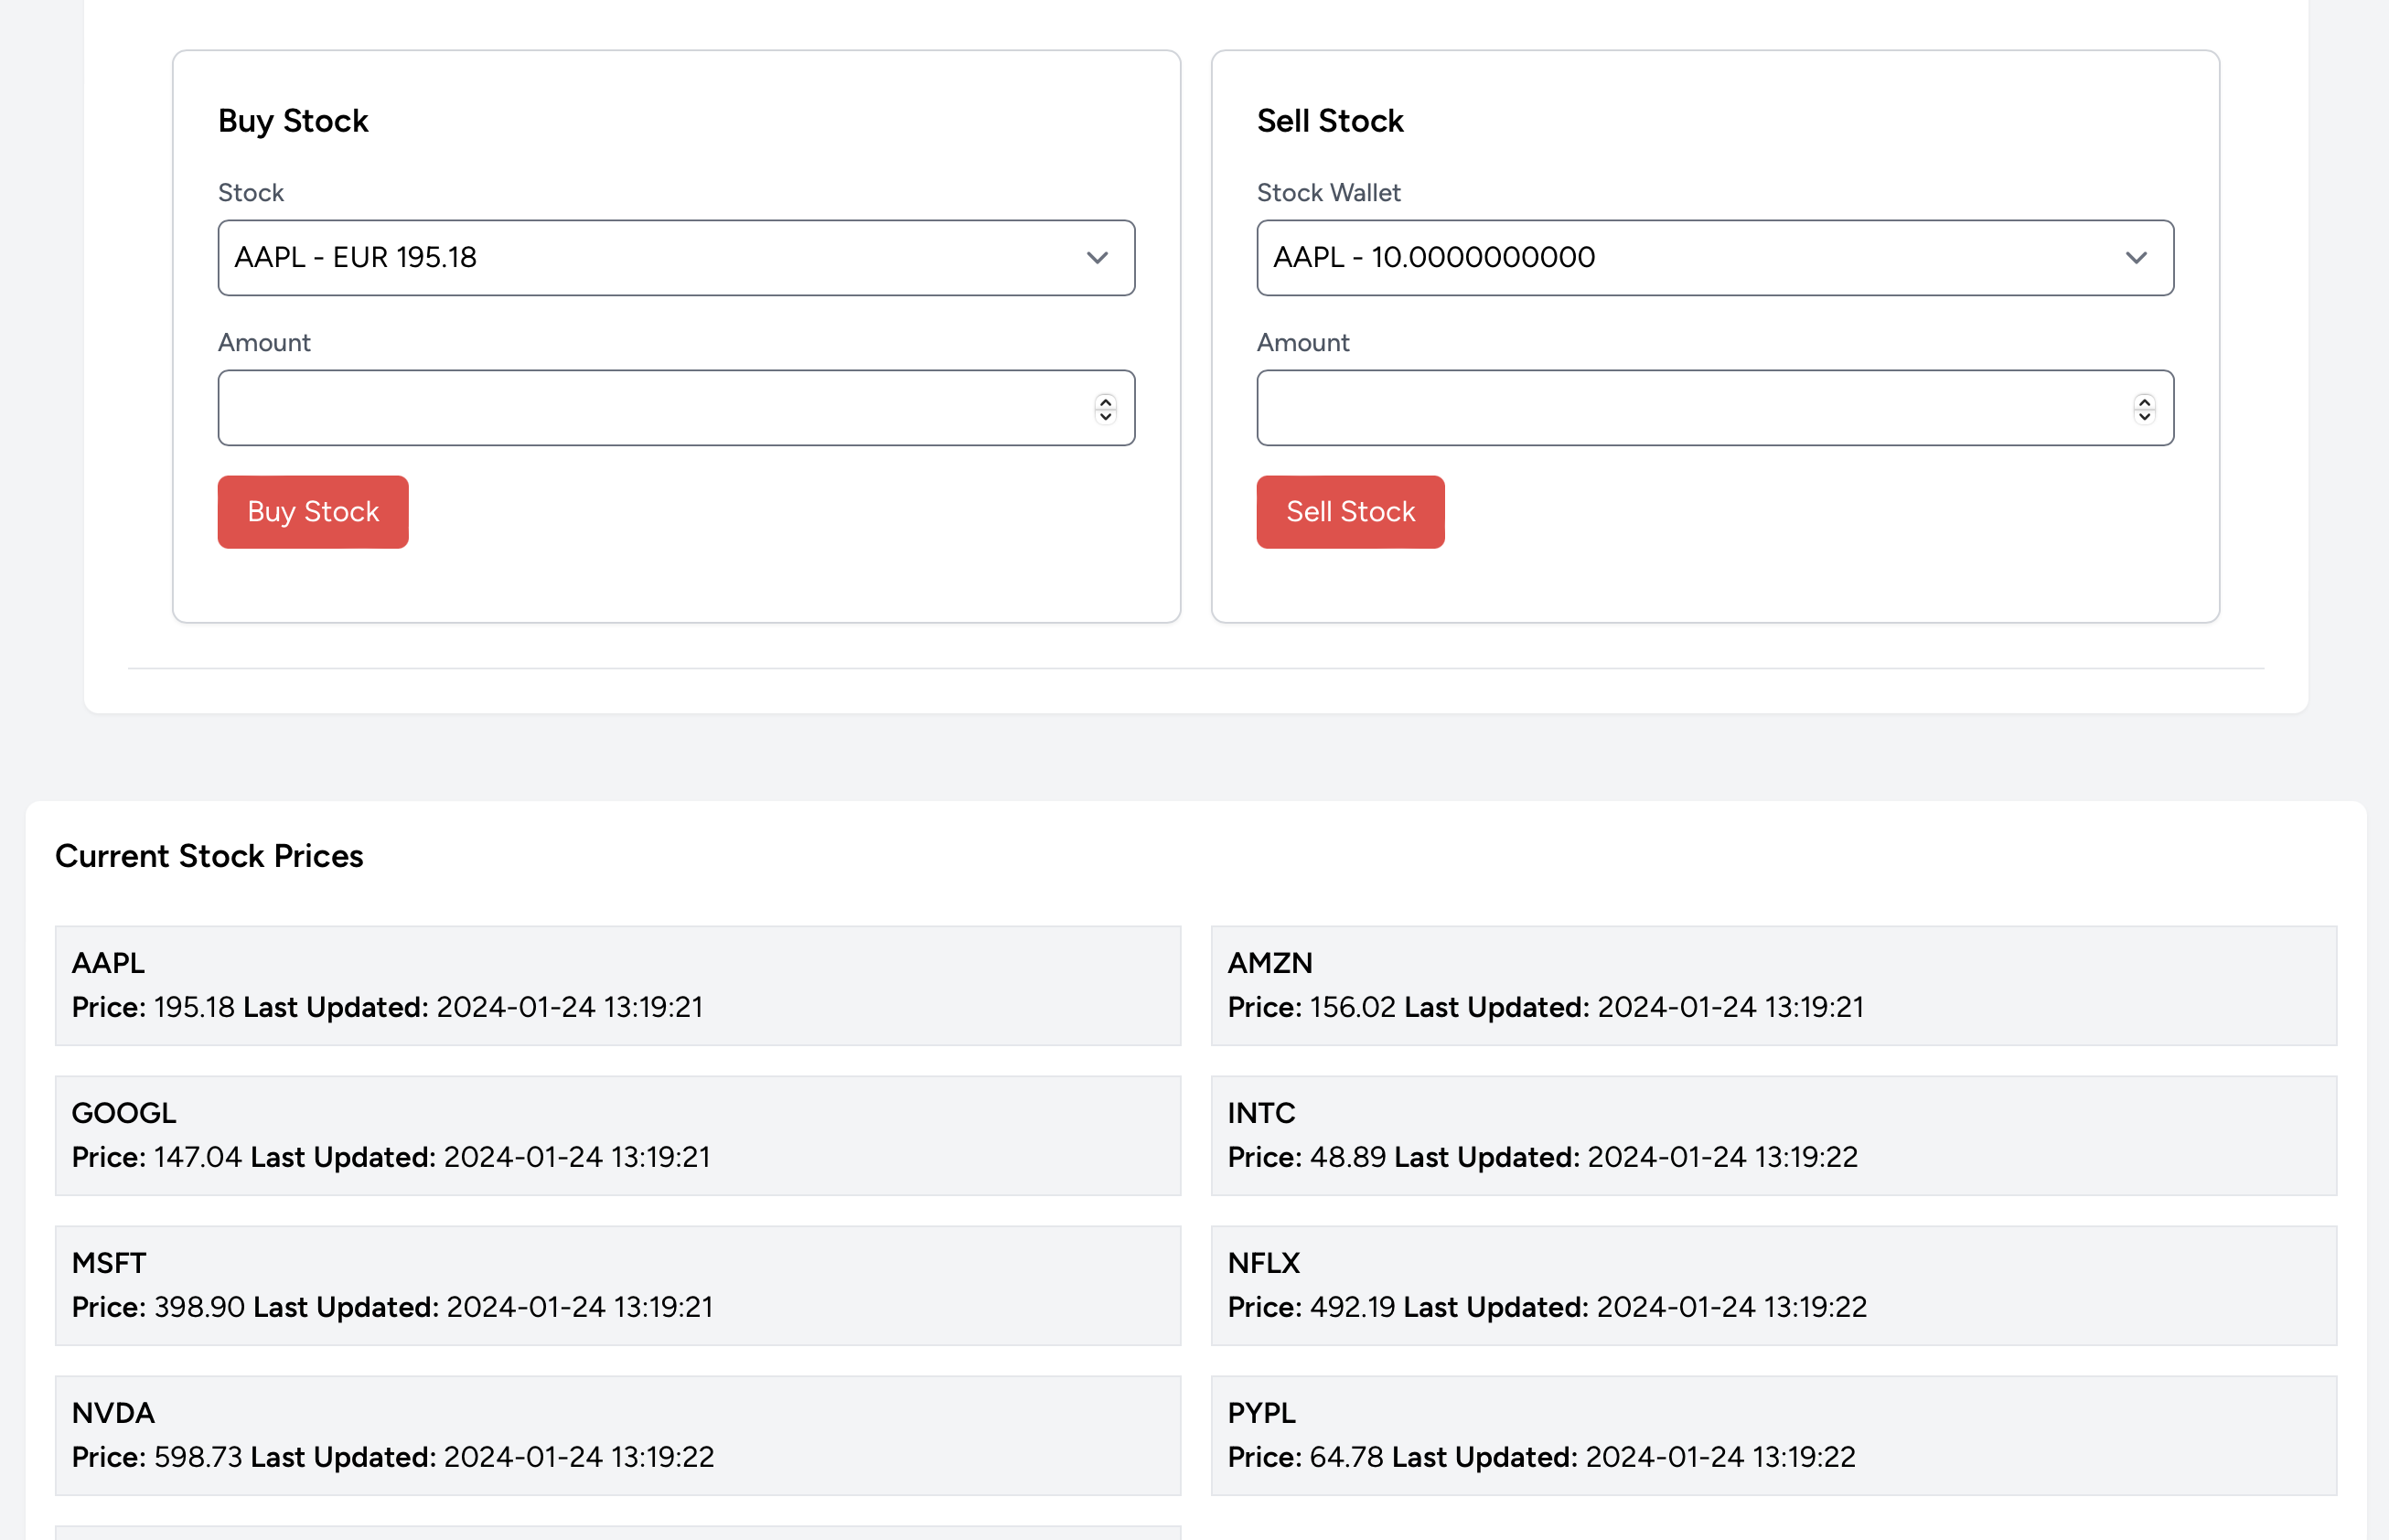 Buy Stock
Stock
AAPL - EUR 195.18
Amount
Buy Stock
Sell Stock
Stock Wallet
AAPL - 10.0000000000
Amount
Sell Stock
Current Stock Prices
AAPL
Price: 195.18 Last Updated: 2024-01-24 13:19:21
AMZN
Price: 156.02 Last Updated: 2024-01-24 13:19:21
GOOGL
Price: 147.04 Last Updated: 2024-01-24 13:19:21
INTC
Price: 48.89 Last Updated: 2024-01-24 13:19:22
MSFT
Price: 398.90 Last Updated: 2024-01-24 13:19:21
NFLX
Price: 492.19 Last Updated: 2024-01-24 13:19:22
NVDA
Price: 598.73 Last Updated: 2024-01-24 13:19:22
PYPL
Price: 64.78 Last Updated: 2024-01-24 13:19:22